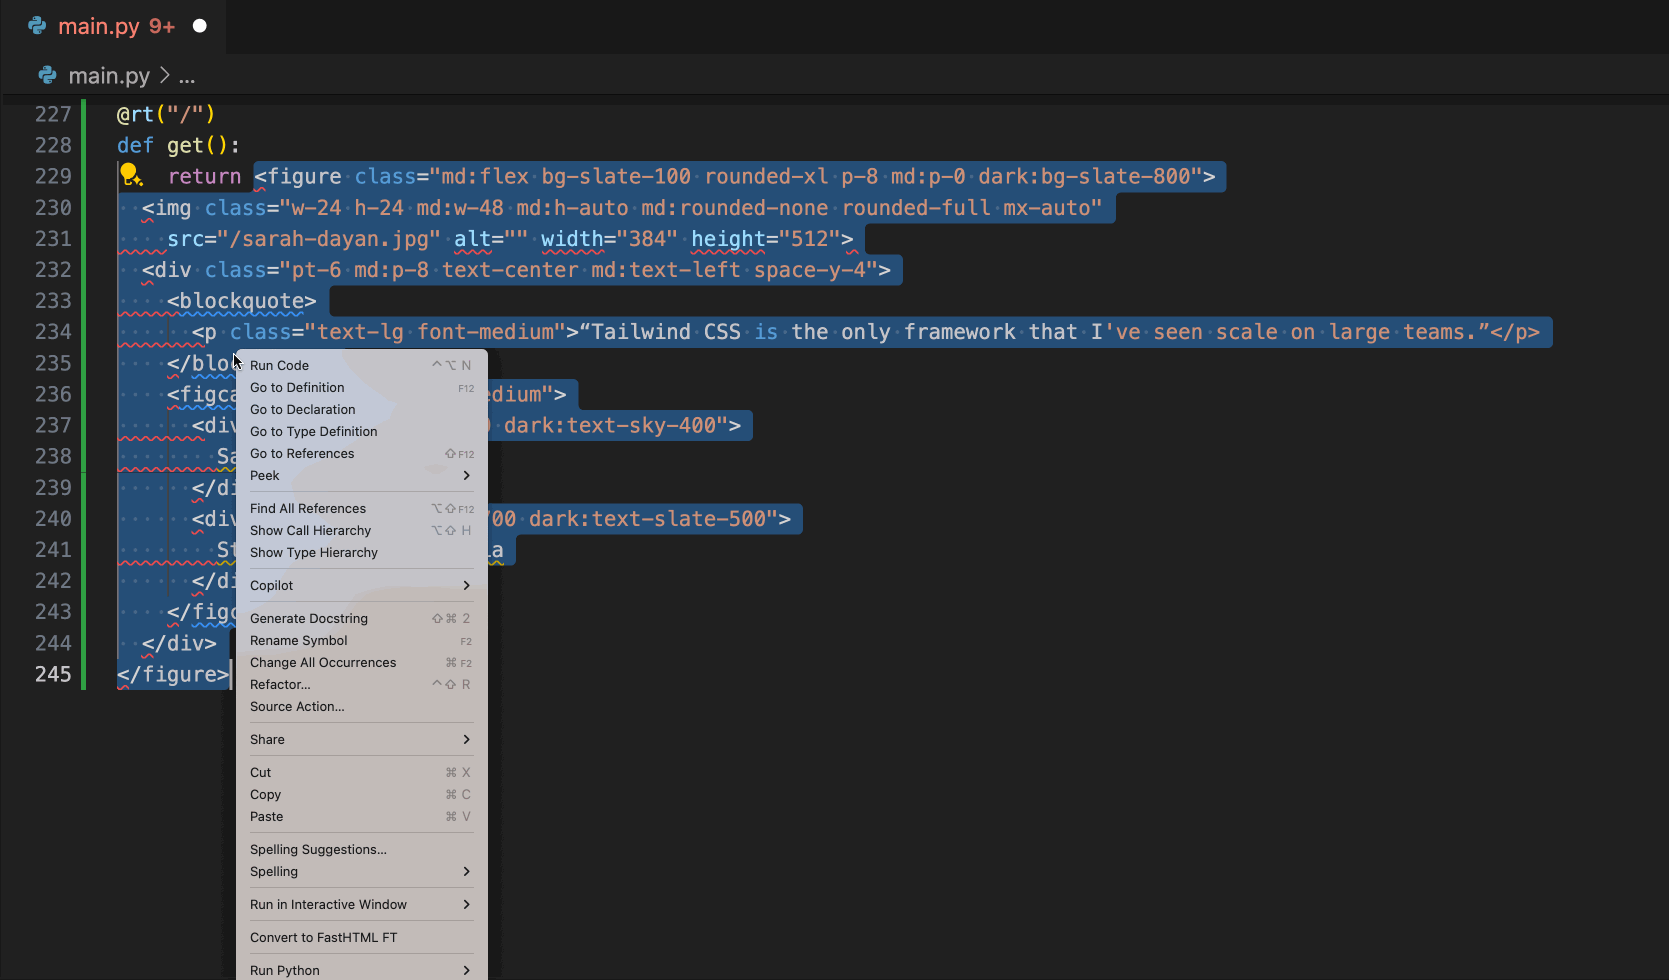 main.py 9+
main.py > ...
227 @rt("/")
228 def get():
229 return <figure class="md:flex bg-slate-100 rounded-xl p-8 md:p-0 dark:bg-slate-800">
230 <img class="w-24 h-24 md:w-48 md:h-auto md:rounded-none rounded-full mx-auto"
231 src="/sarah-dayan.jpg" alt="" width="384" height="512">
232 <div class="pt-6 md:p-8 text-center md:text-left space-y-4">
233 <blockquote>
234 <p class="text-lg font-medium">“Tailwind CSS is the only framework that I've seen scale on large teams.”</p>
235 </bloc
236 <figca edium">
237 <div dark:text-sky-400">
238 Sa
239 </di
240 <div 700 dark:text-slate-500">
241 St ia
242 </di
243 </figc
244 </div>
245 </figure>
Run Code ^⌥ N
Go to Definition F12
Go to Declaration
Go to Type Definition
Go to References ⇧F12
Peek >
Find All References ⌥⇧F12
Show Call Hierarchy ⌥⇧ H
Show Type Hierarchy
Copilot >
Generate Docstring ⇧⌘ 2
Rename Symbol F2
Change All Occurrences ⌘ F2
Refactor... ^⇧ R
Source Action...
Share >
Cut ⌘ X
Copy ⌘ C
Paste ⌘ V
Spelling Suggestions...
Spelling >
Run in Interactive Window >
Convert to FastHTML FT
Run Python >